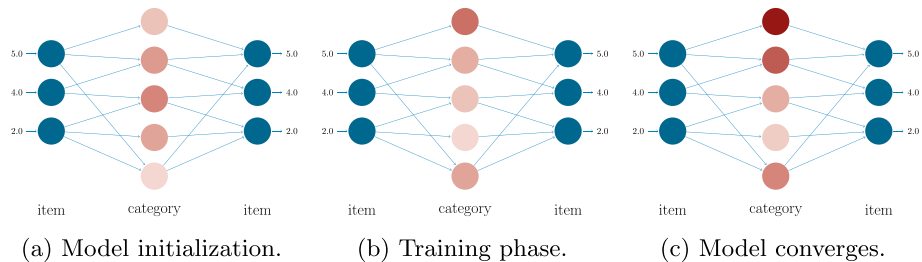 5.0 5.0 5.0 5.0 5.0 5.0
4.0 4.0 4.0 4.0 4.0 4.0
2.0 2.0 2.0 2.0 2.0 2.0
item category item item category item item category item
(a) Model initialization. (b) Training phase. (c) Model converges.